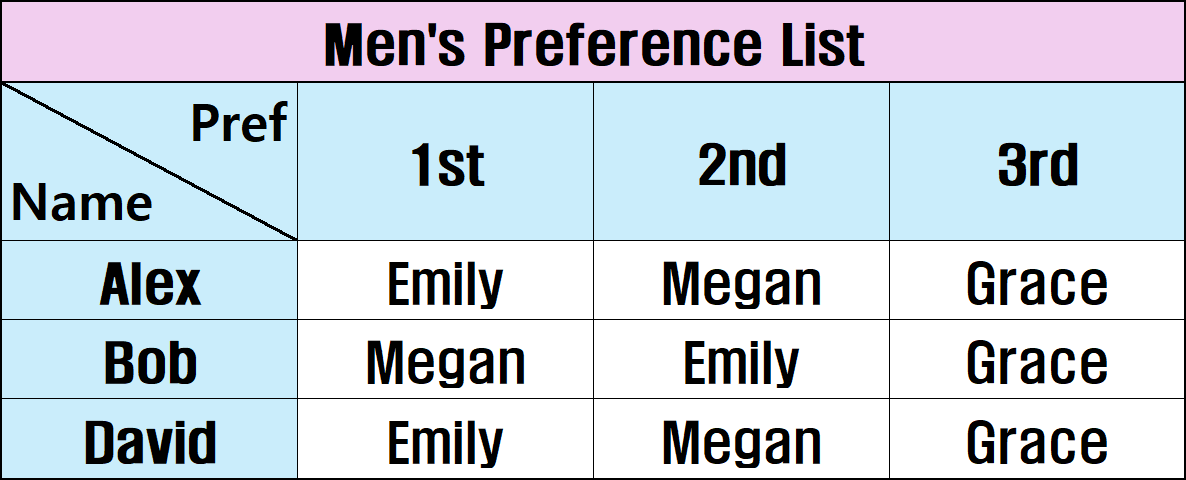 Men's Preference List
Pref
Name
1st 2nd 3rd
Alex Emily Megan Grace
Bob Megan Emily Grace
David Emily Megan Grace